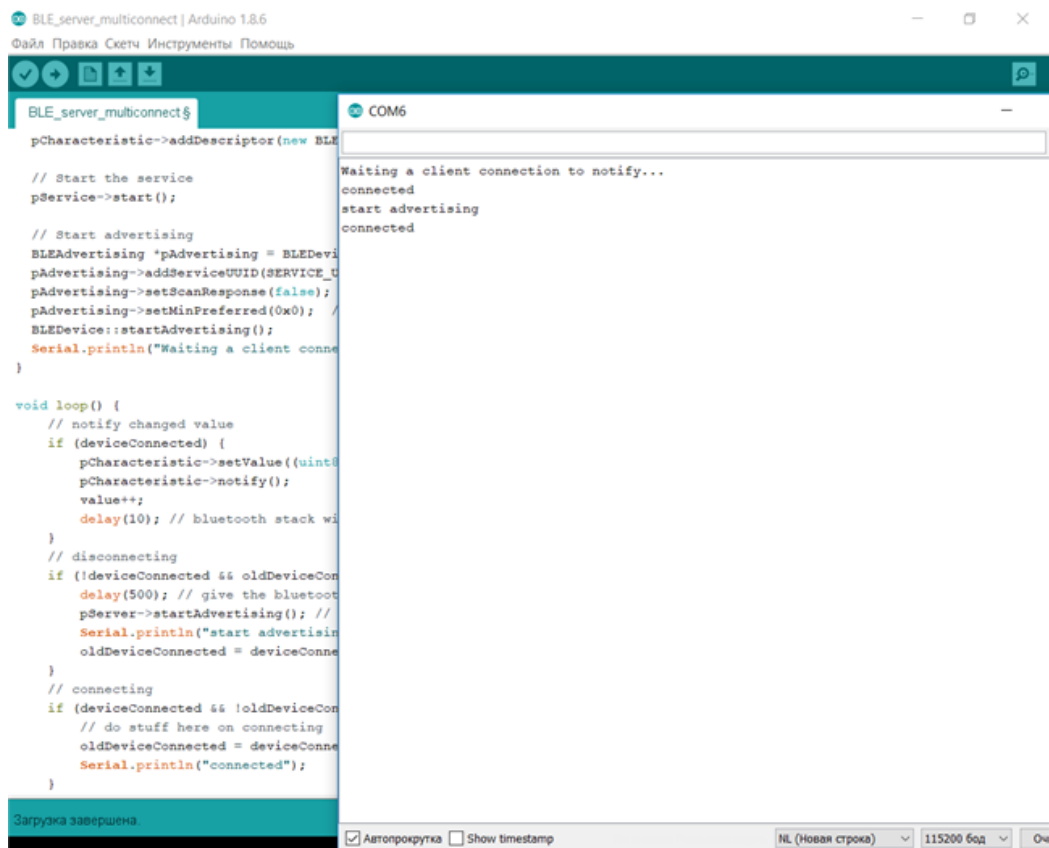 BLE_server_multiconnect | Arduino 1.8.6
Файл Правка Скетч Инструменты Помощь
BLE_server_multiconnect §
pCharacteristic->addDescriptor(new BLE
// Start the service
pService->start();
// Start advertising
BLEAdvertising *pAdvertising = BLEDevi
pAdvertising->addServiceUUID(SERVICE_U
pAdvertising->setScanResponse(false);
pAdvertising->setMinPreferred(0x0); /
BLEDevice::startAdvertising();
Serial.println("Waiting a client conne
}
void loop() {
// notify changed value
if (deviceConnected) {
pCharacteristic->setValue((uint8
pCharacteristic->notify();
value++;
delay(10); // bluetooth stack wi
}
// disconnecting
if (!deviceConnected && oldDeviceCon
delay(500); // give the bluetoot
pServer->startAdvertising(); //
Serial.println("start advertisin
oldDeviceConnected = deviceConne
}
// connecting
if (deviceConnected && !oldDeviceCon
// do stuff here on connecting
oldDeviceConnected = deviceConne
Serial.println("connected");
}
Загрузка завершена.
COM6
Waiting a client connection to notify...
connected
start advertising
connected
Автопрокрутка Show timestamp
NL (Новая строка) 115200 бод Оч